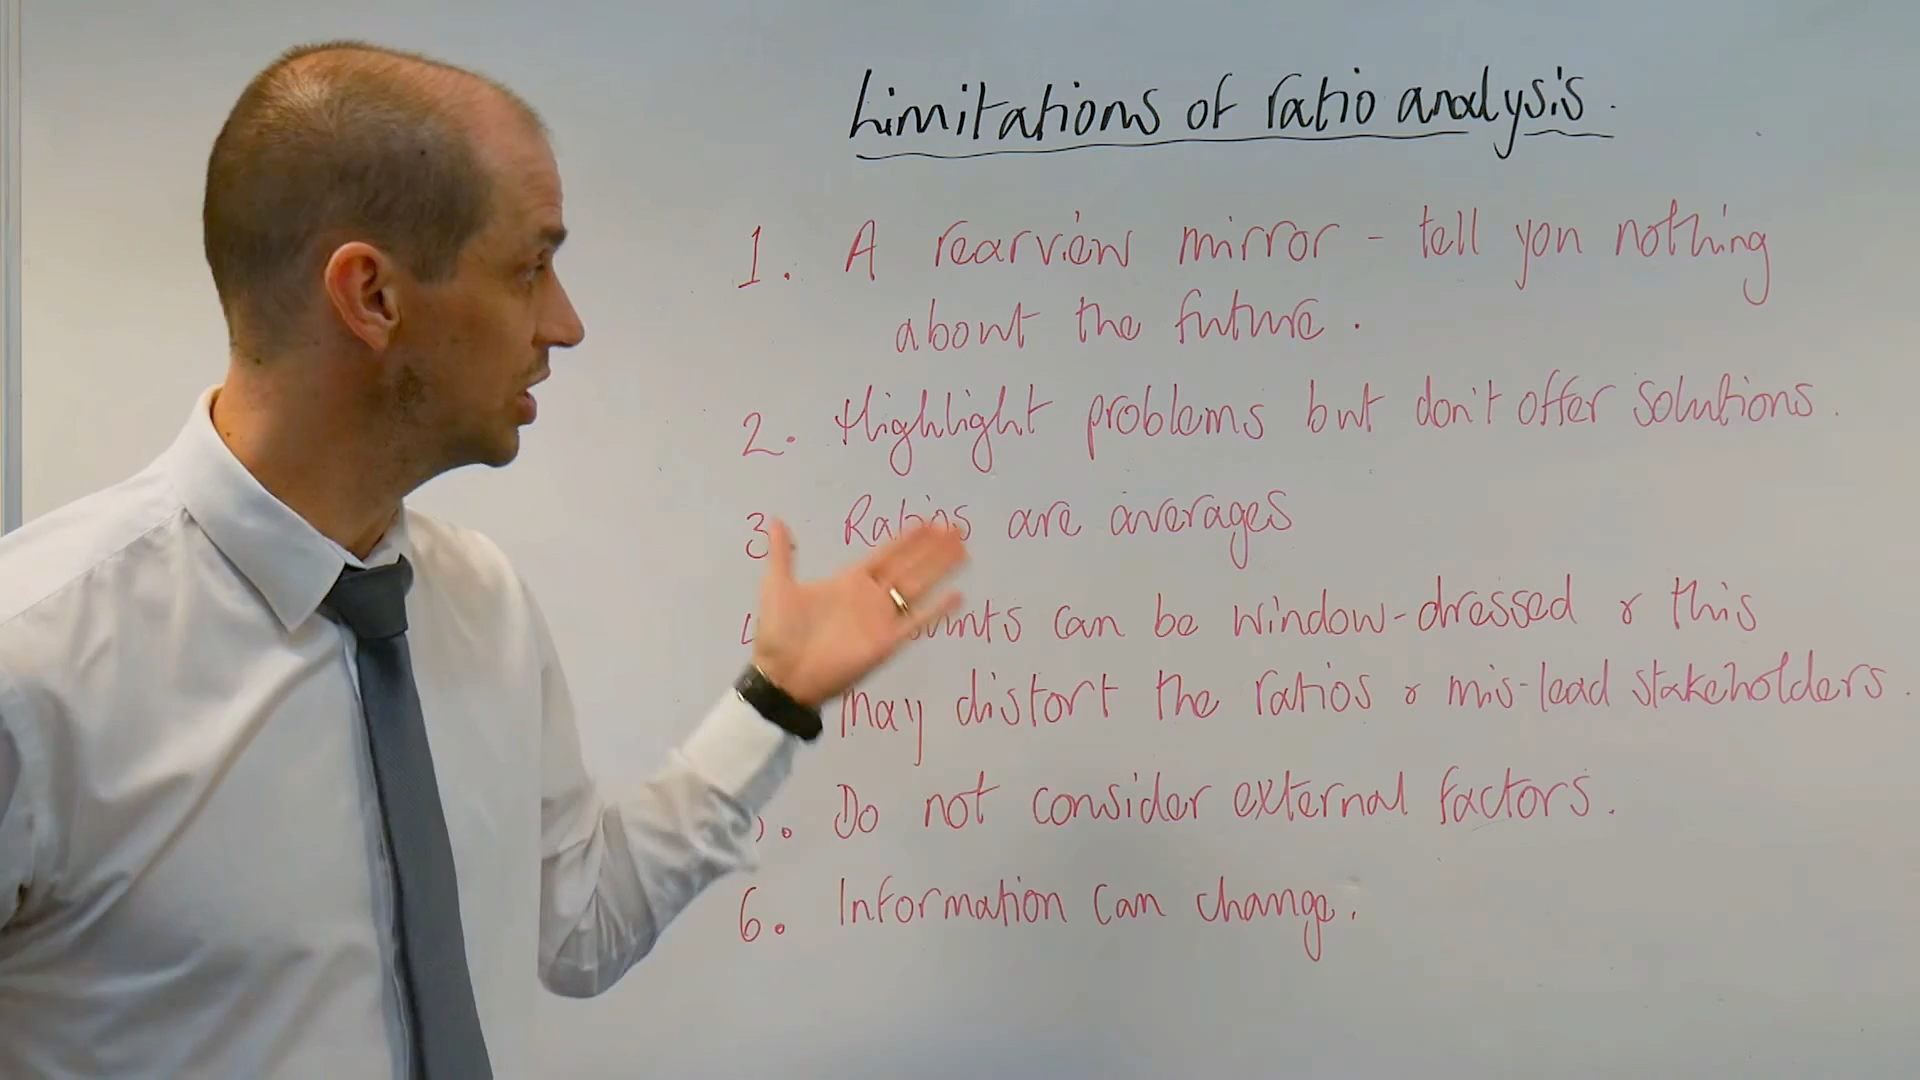 Limitations of ratio analysis.
1. A rearview mirror - tell you nothing
about the future.
2. Highlight problems but don't offer solutions.
3. Ratios are averages
can be window-dressed & this
may distort the ratios & mis-lead stakeholders.
Do not consider external factors.
6. Information can change.